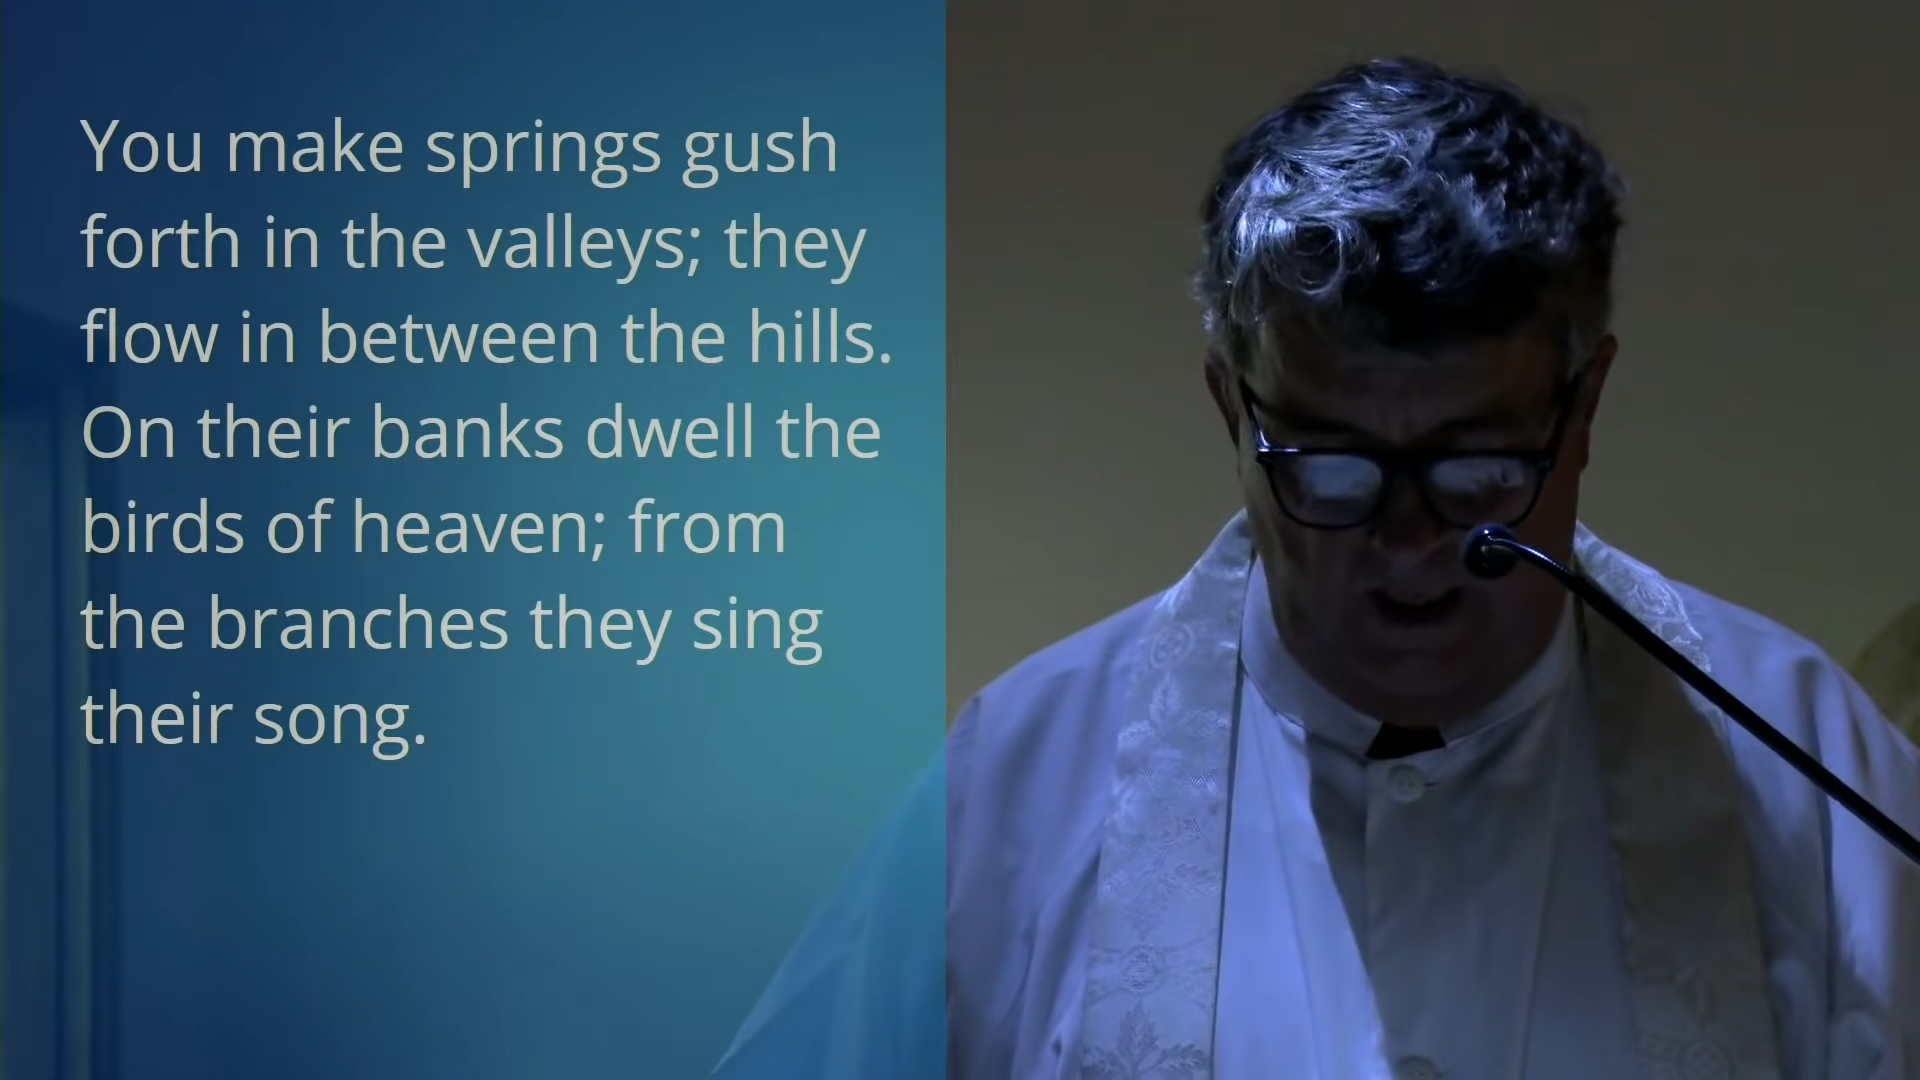 You make springs gush
forth in the valleys; they
flow in between the hills.
On their banks dwell the
birds of heaven; from
the branches they sing
their song.